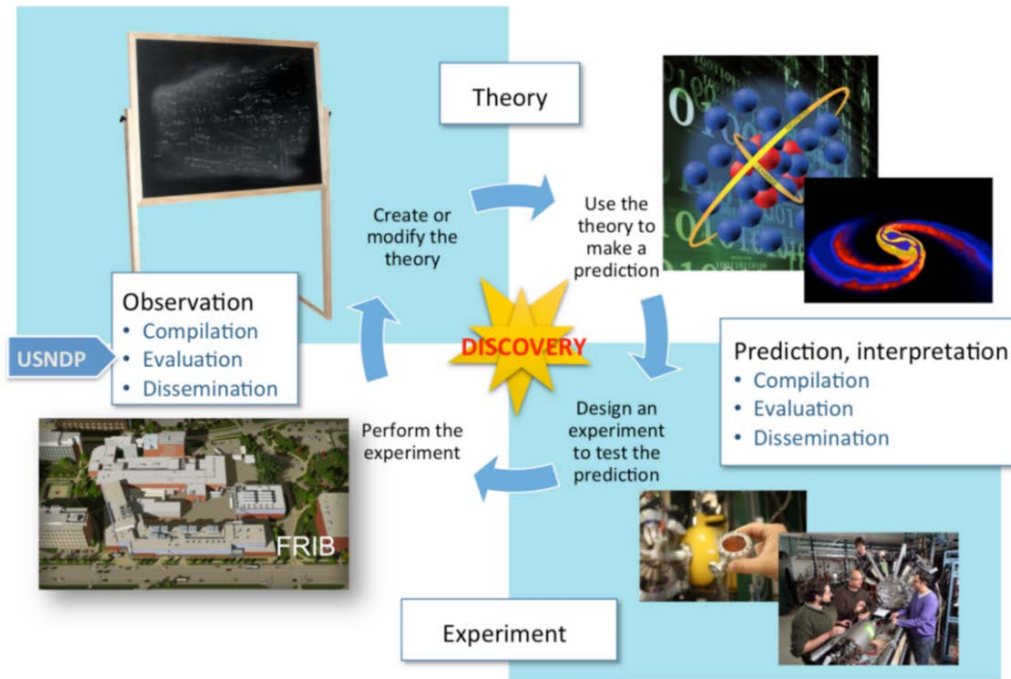 Theory
Create or
modify the
theory
Use the
theory to
make a
prediction
Observation
• Compilation
• Evaluation
• Dissemination
USNDP
DISCOVERY
Prediction, interpretation
• Compilation
• Evaluation
• Dissemination
Perform the
experiment
Design an
experiment
to test the
prediction
FRIB
Experiment